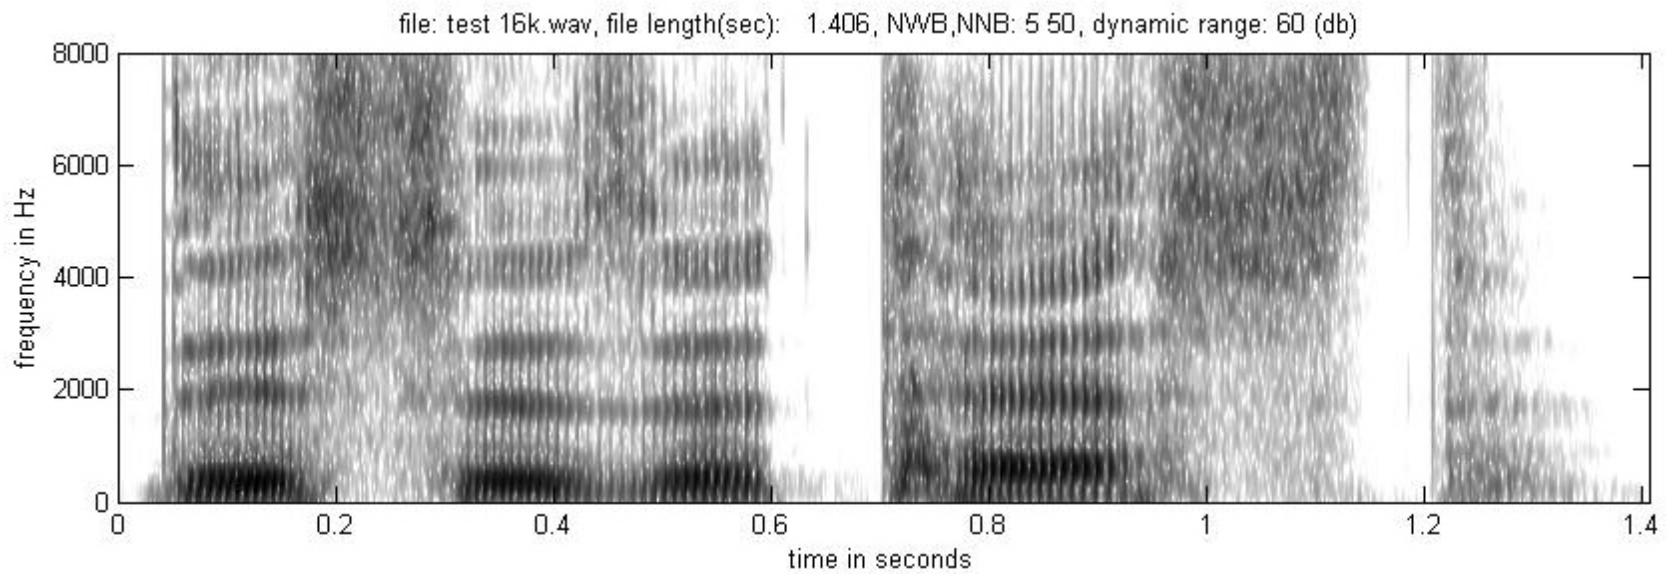 file: test 16k.wav, file length(sec): 1.406, NWB,NNB: 5 50, dynamic range: 60 (db)
8000
6000
4000
2000
0
frequency in Hz
0 0.2 0.4 0.6 0.8 1 1.2 1.4
time in seconds